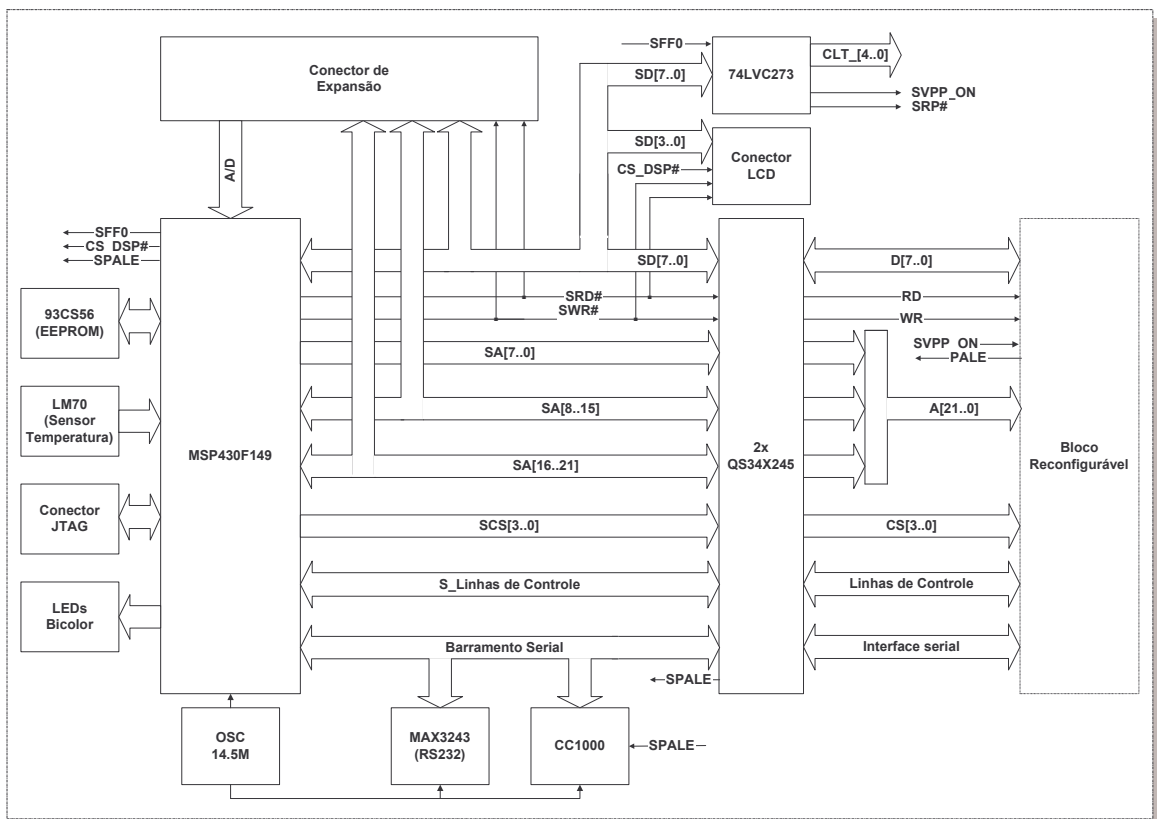 Conector de
Expansão
SFF0
CLT_[4..0]
SD[7..0]
74LVC273
SVPP_ON
SRP#
SD[3..0]
CS_DSP#
Conector
LCD
A/D
SFF0
CS_DSP#
SPALE
SD[7..0]
D[7..0]
93CS56
(EEPROM)
SRD#
SWR#
RD
WR
SA[7..0]
SVPP_ON
PALE
LM70
(Sensor
Temperatura)
SA[8..15]
A[21..0]
MSP430F149
2x
QS34X245
Bloco
Reconfigurável
SA[16..21]
Conector
JTAG
SCS[3..0]
CS[3..0]
S_Linhas de Controle
Linhas de Controle
LEDs
Bicolor
Barramento Serial
Interface serial
SPALE
OSC
14.5M
MAX3243
(RS232)
CC1000
SPALE